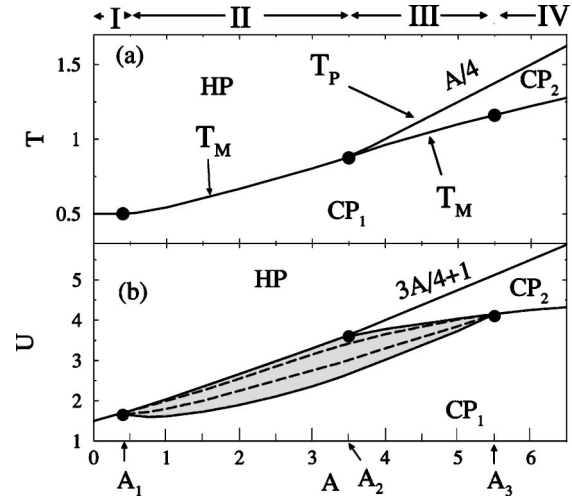 I II III IV
(a)
1.5
1
0.5
T
HP
T_M
T_P
A/4
CP_2
T_M
CP_1
(b)
5
4
3
2
1
U
HP
3A/4+1
CP_2
CP_1
0 1 2 3 4 5 6
A_1 A A_2 A_3